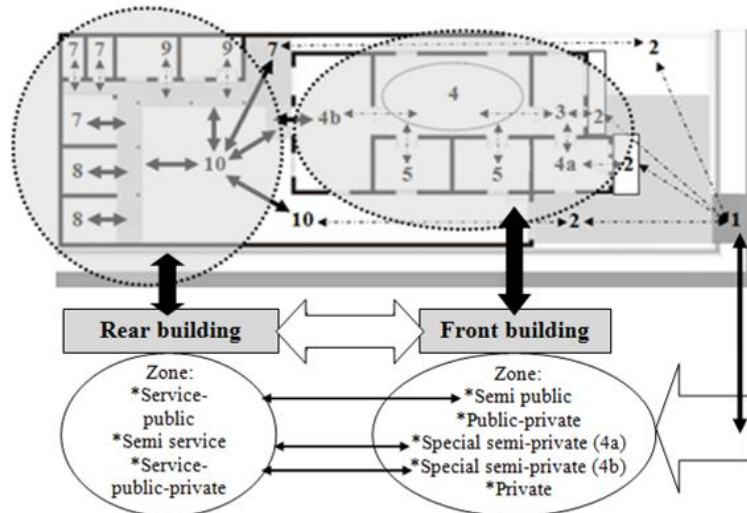 7 7 9 9 7 2
4 4b 3 2
7
10 5 5 4a 2
8
8 10 2 1
Rear building Front building
Zone: Zone:
*Service- *Semi public
public *Public-private
*Semi service *Special semi-private (4a)
*Service- *Special semi-private (4b)
public-private *Private